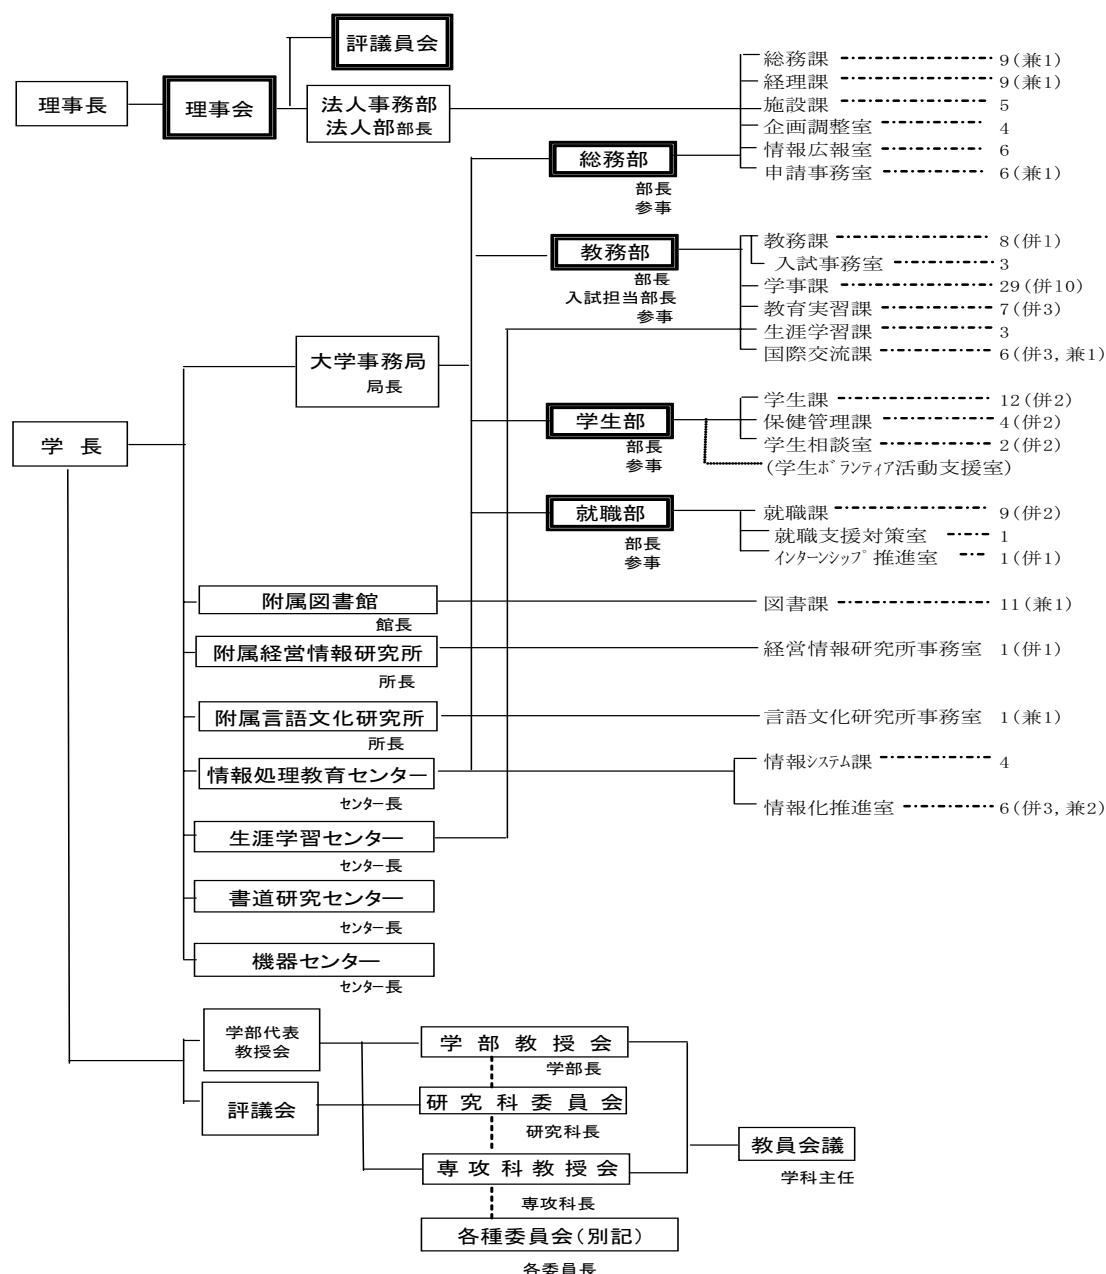 評議員会
総務課 9(兼1)
経理課 9(兼1)
理事長
理事会
法人事務部
法人部部長
施設課 5
企画調整室 4
総務部
情報広報室 6
申請事務室 6(兼1)
部長
参事
教務部
教務課 8(併1)
入試事務室 3
部長
入試担当部長
参事
学事課 29(併10)
教育実習課 7(併3)
生涯学習課 3
国際交流課 6(併3,兼1)
大学事務局
局長
学長
学生部
学生課 12(併2)
保健管理課 4(併2)
学生相談室 2(併2)
(学生ボランティア活動支援室)
部長
参事
就職部
就職課 9(併2)
就職支援対策室 1
インターンシップ推進室 1(併1)
部長
参事
附属図書館
館長
図書課 11(兼1)
附属経営情報研究所
所長
経営情報研究所事務室 1(併1)
附属言語文化研究所
所長
言語文化研究所事務室 1(兼1)
情報処理教育センター
センター長
情報システム課 4
情報化推進室 6(併3,兼2)
生涯学習センター
センター長
書道研究センター
センター長
機器センター
センター長
学部代表
教授会
学部教授会
学部長
評議会
研究科委員会
研究科長
教員会議
学科主任
専攻科教授会
専攻科長
各種委員会(別記)
各委員長